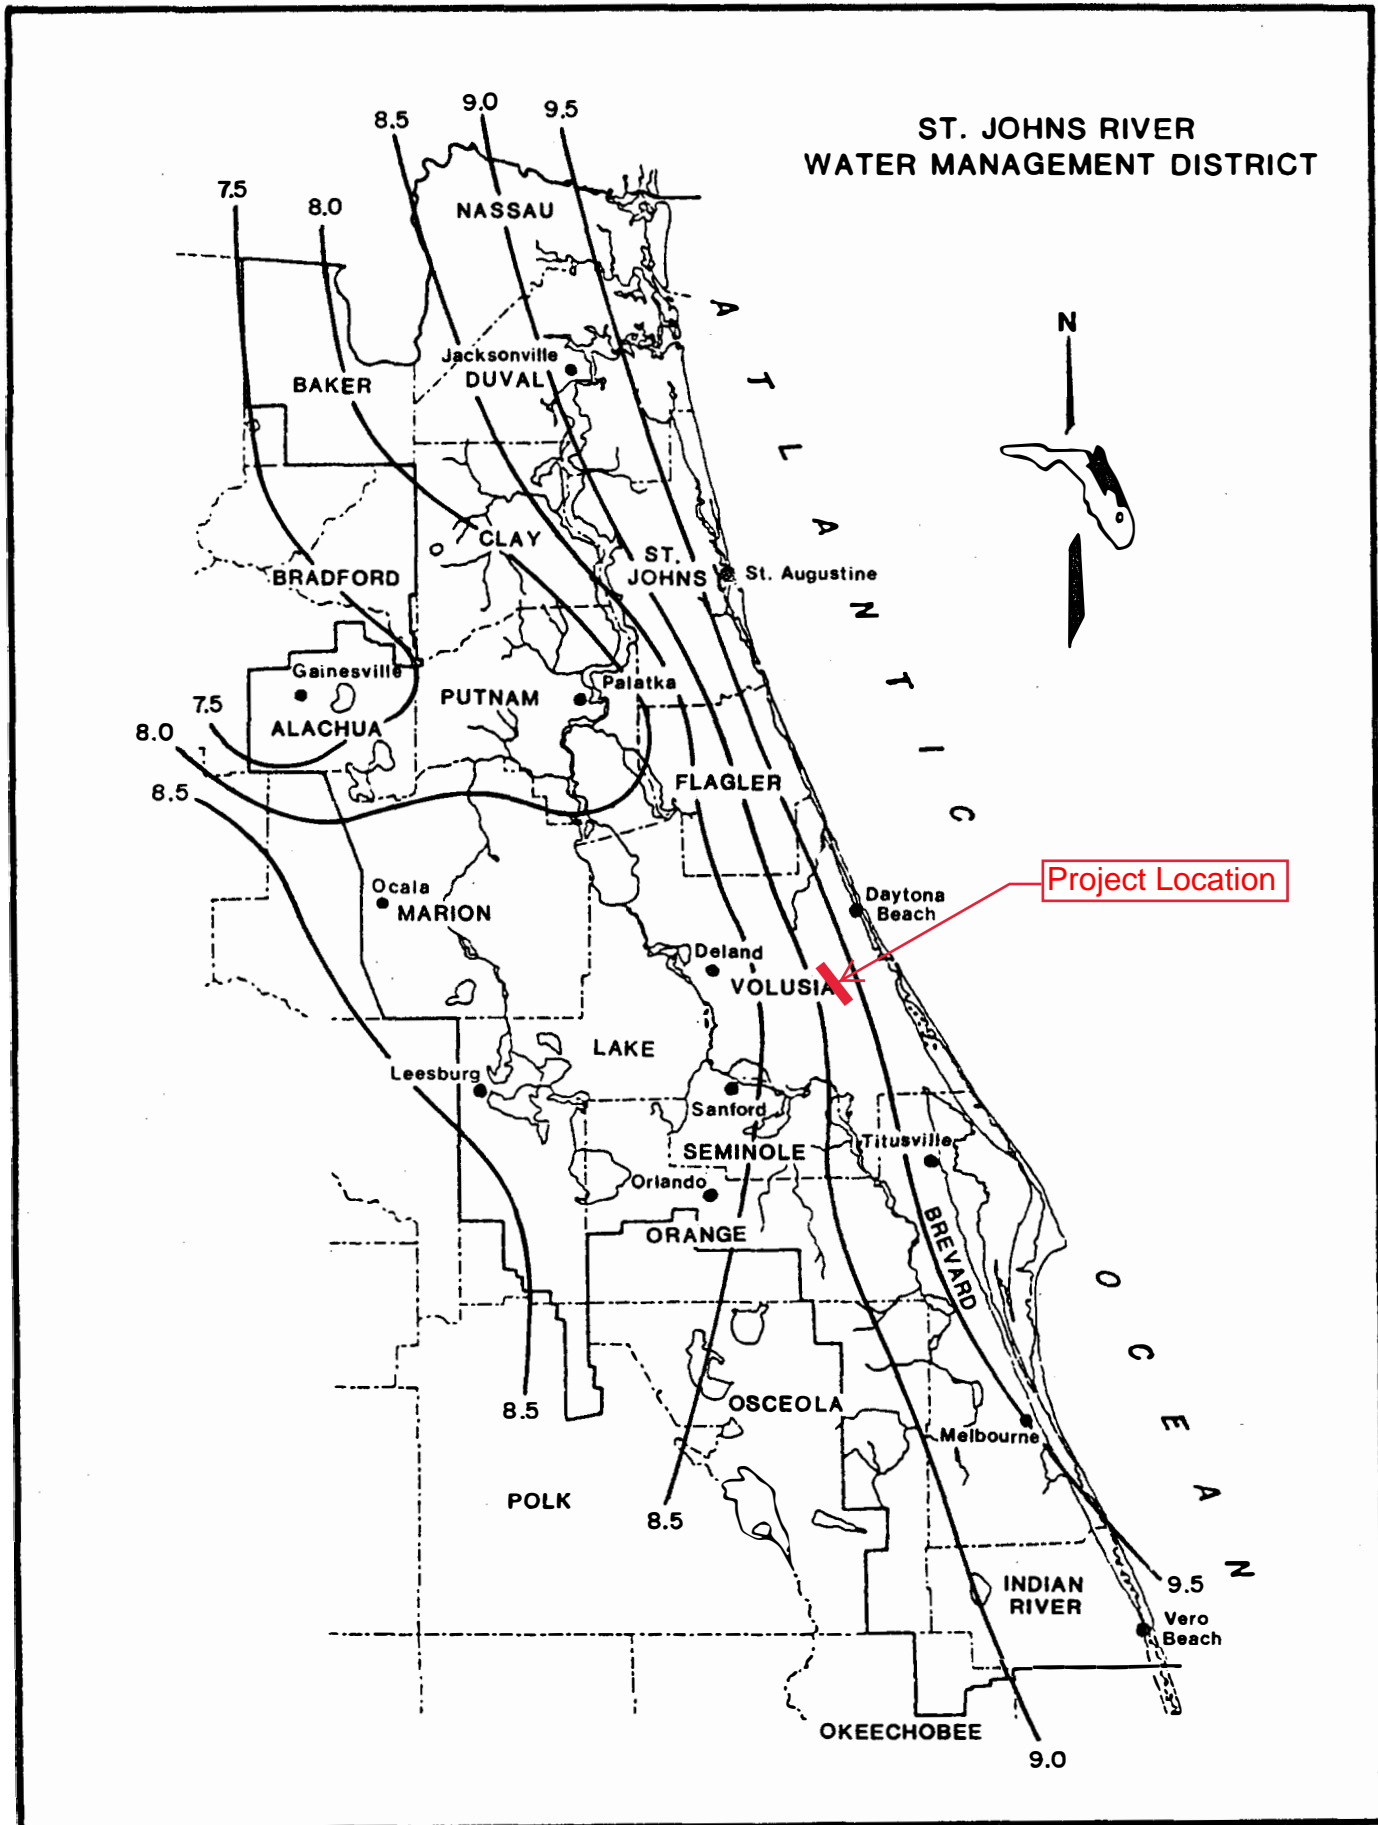 ST. JOHNS RIVER
WATER MANAGEMENT DISTRICT
8.5
9.0
9.5
7.5
8.0
NASSAU
N
Jacksonville
DUVAL
BAKER
CLAY
ST.
JOHNS
St. Augustine
BRADFORD
Gainesville
ALACHUA
PUTNAM
Palatka
7.5
8.0
8.5
FLAGLER
ATLANTIC
Project Location
Ocala
MARION
Daytona
Beach
Deland
VOLUSIA
LAKE
Leesburg
Sanford
SEMINOLE
Titusville
Orlando
ORANGE
BREVARD
OCEAN
8.5
OSCEOLA
Melbourne
POLK
8.5
INDIAN
RIVER
9.5
Vero
Beach
OKEECHOBEE
9.0